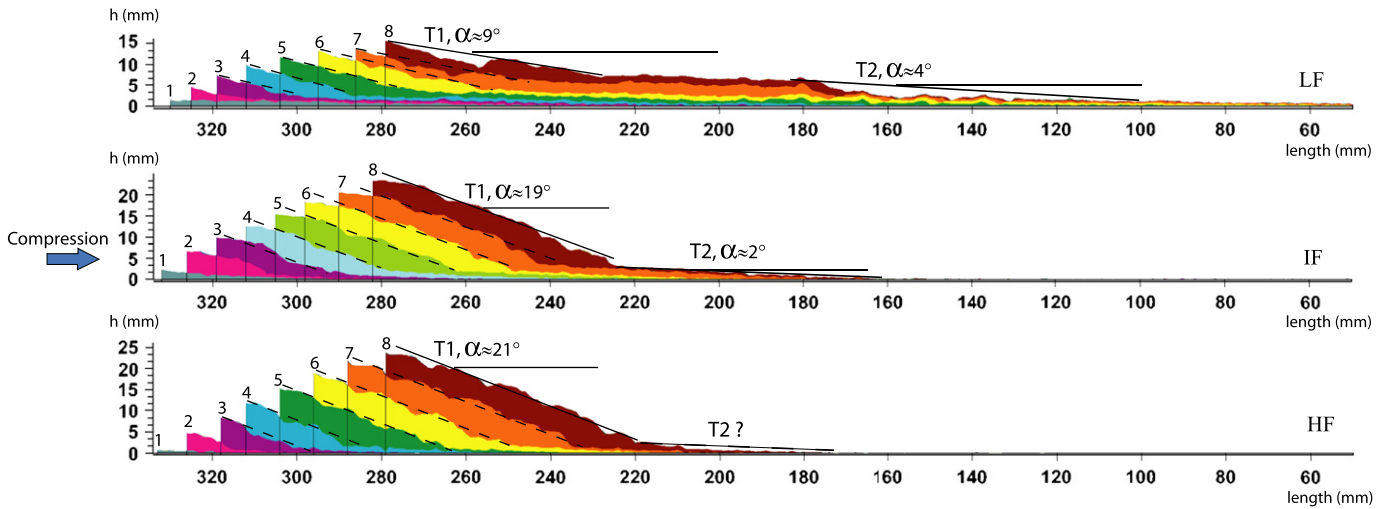 h (mm)
15
10
5
0
1 2 3 4 5 6 7 8
T1, α≈9°
T2, α≈4°
LF
320 300 280 260 240 220 200 180 160 140 120 100 80 60
length (mm)
h (mm)
20
15
10
5
0
1 2 3 4 5 6 7 8
T1, α≈19°
T2, α≈2°
Compression
IF
320 300 280 260 240 220 200 180 160 140 120 100 80 60
length (mm)
h (mm)
25
20
15
10
5
0
1 2 3 4 5 6 7 8
T1, α≈21°
T2 ?
HF
320 300 280 260 240 220 200 180 160 140 120 100 80 60
length (mm)